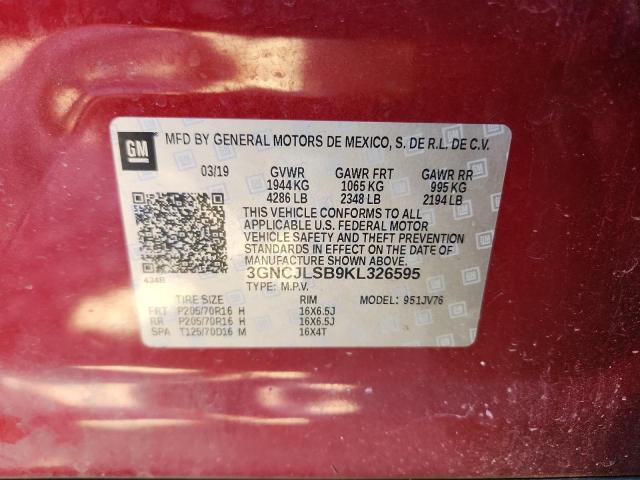 GM
MFD BY GENERAL MOTORS DE MEXICO, S. DE R.L. DE C.V.
03/19 GVWR GAWR FRT GAWR RR
1944 KG 1065 KG 995 KG
4286 LB 2348 LB 2194 LB
THIS VEHICLE CONFORMS TO ALL
APPLICABLE U.S. FEDERAL MOTOR
VEHICLE SAFETY AND THEFT PREVENTION
STANDARDS IN EFFECT ON THE DATE OF
MANUFACTURE SHOWN ABOVE.
3GNCJLSB9KL326595
434B TYPE: M.P.V.
TIRE SIZE RIM MODEL: 951JV76
FRT P205/70R16 H 16X6.5J
RR P205/70R16 H 16X6.5J
SPA T125/70D16 M 16X4T